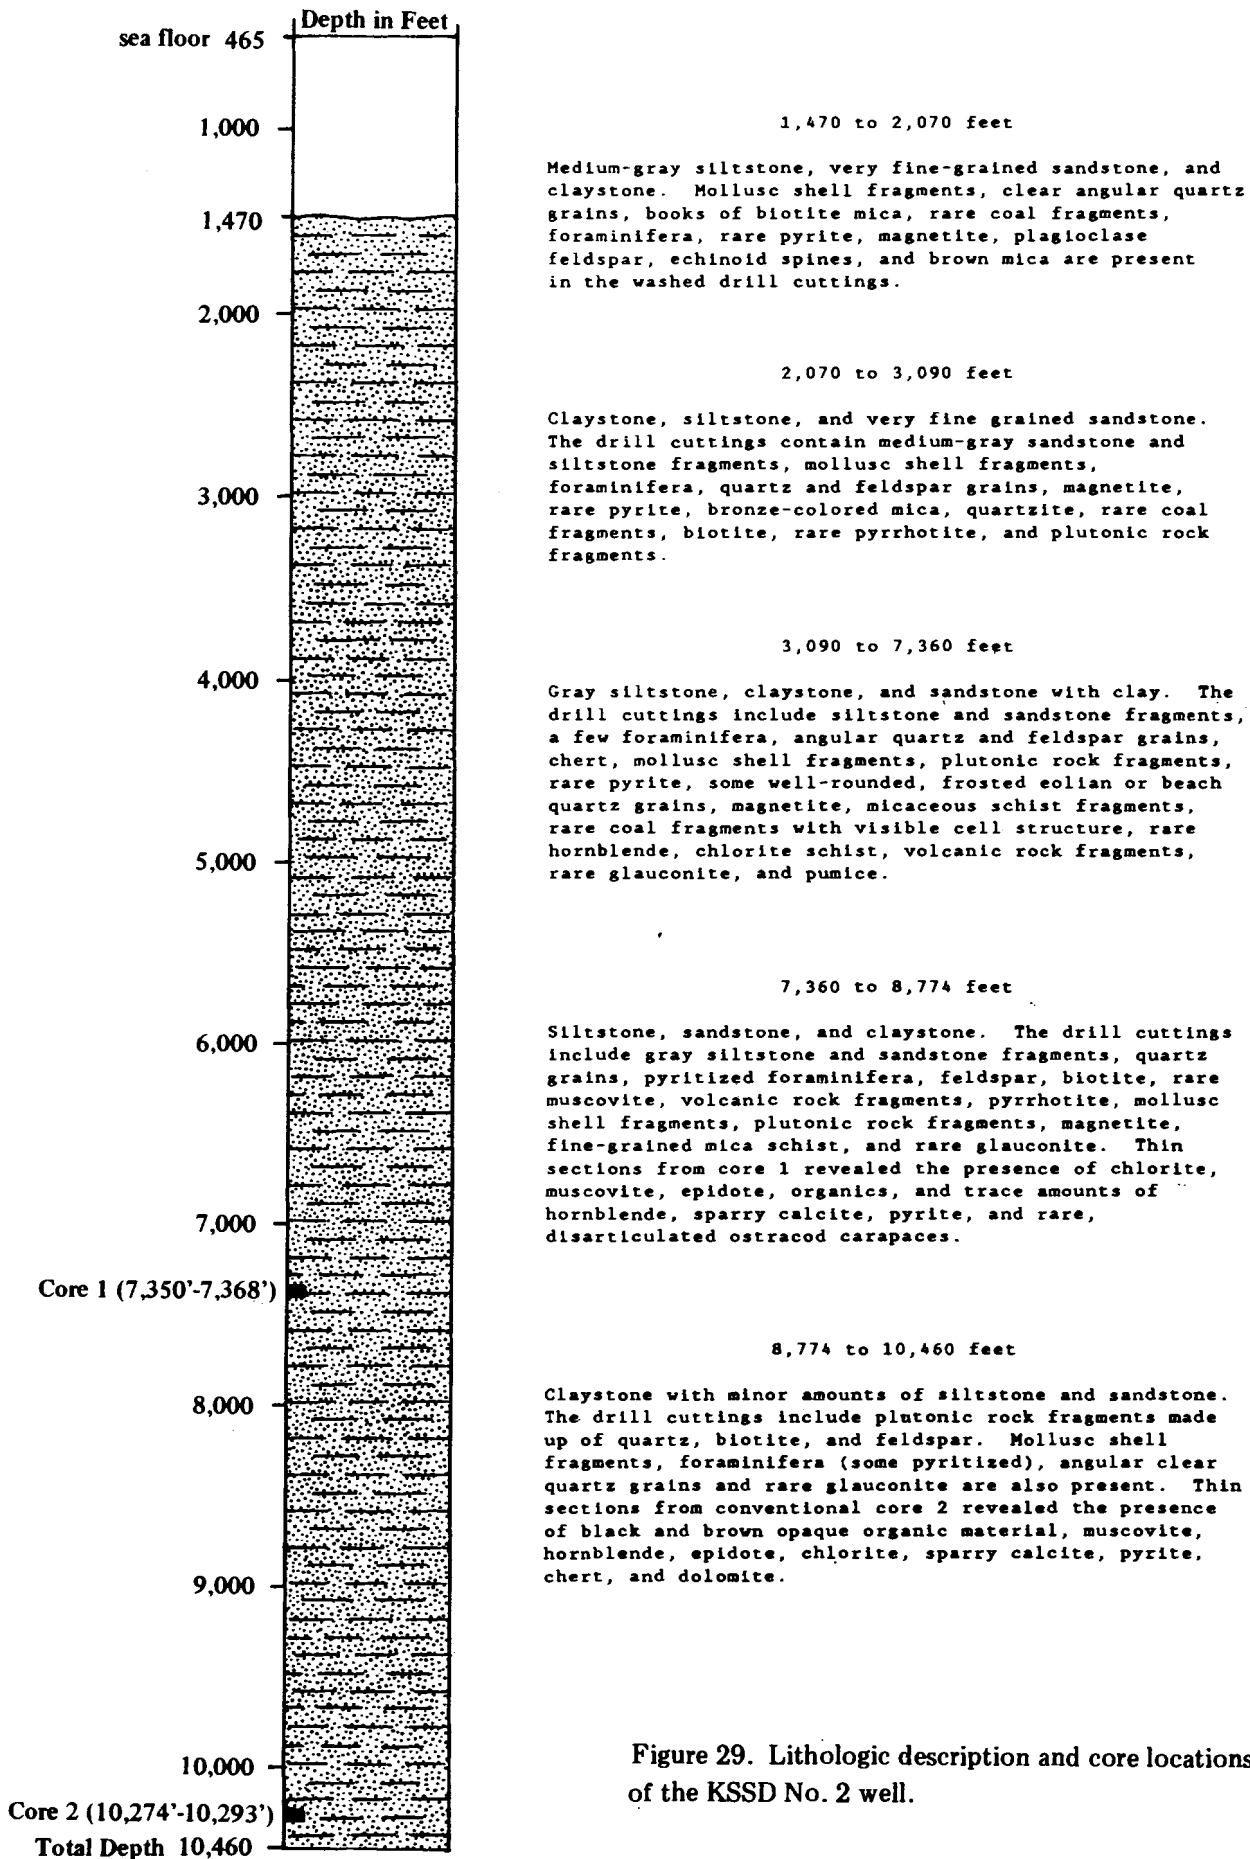 Depth in Feet
sea floor 465
1,000
1,470
2,000
3,000
4,000
5,000
6,000
7,000
Core 1 (7,350'-7,368')
8,000
9,000
10,000
Core 2 (10,274'-10,293')
Total Depth 10,460
1,470 to 2,070 feet
Medium-gray siltstone, very fine-grained sandstone, and
claystone. Mollusc shell fragments, clear angular quartz
grains, books of biotite mica, rare coal fragments,
foraminifera, rare pyrite, magnetite, plagioclase
feldspar, echinoid spines, and brown mica are present
in the washed drill cuttings.
2,070 to 3,090 feet
Claystone, siltstone, and very fine grained sandstone.
The drill cuttings contain medium-gray sandstone and
siltstone fragments, mollusc shell fragments,
foraminifera, quartz and feldspar grains, magnetite,
rare pyrite, bronze-colored mica, quartzite, rare coal
fragments, biotite, rare pyrrhotite, and plutonic rock
fragments.
3,090 to 7,360 feet
Gray siltstone, claystone, and sandstone with clay. The
drill cuttings include siltstone and sandstone fragments,
a few foraminifera, angular quartz and feldspar grains,
chert, mollusc shell fragments, plutonic rock fragments,
rare pyrite, some well-rounded, frosted eolian or beach
quartz grains, magnetite, micaceous schist fragments,
rare coal fragments with visible cell structure, rare
hornblende, chlorite schist, volcanic rock fragments,
rare glauconite, and pumice.
7,360 to 8,774 feet
Siltstone, sandstone, and claystone. The drill cuttings
include gray siltstone and sandstone fragments, quartz
grains, pyritized foraminifera, feldspar, biotite, rare
muscovite, volcanic rock fragments, pyrrhotite, mollusc
shell fragments, plutonic rock fragments, magnetite,
fine-grained mica schist, and rare glauconite. Thin
sections from core 1 revealed the presence of chlorite,
muscovite, epidote, organics, and trace amounts of
hornblende, sparry calcite, pyrite, and rare,
disarticulated ostracod carapaces.
8,774 to 10,460 feet
Claystone with minor amounts of siltstone and sandstone.
The drill cuttings include plutonic rock fragments made
up of quartz, biotite, and feldspar. Mollusc shell
fragments, foraminifera (some pyritized), angular clear
quartz grains and rare glauconite are also present. Thin
sections from conventional core 2 revealed the presence
of black and brown opaque organic material, muscovite,
hornblende, epidote, chlorite, sparry calcite, pyrite,
chert, and dolomite.
Figure 29. Lithologic description and core locations
of the KSSD No. 2 well.